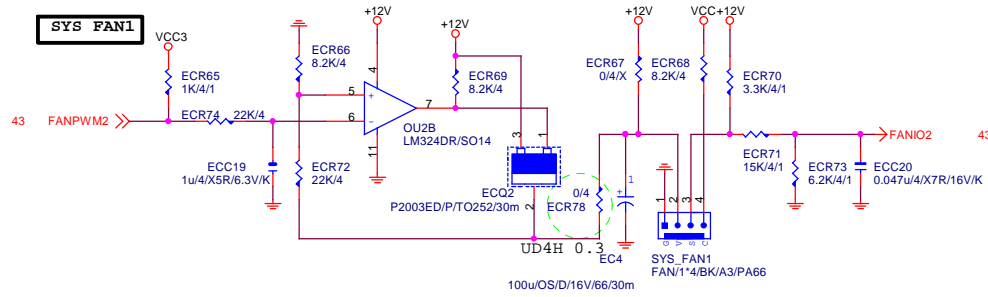 SYS FAN1
VCC3
+12V
+12V
+12V
VCC
+12V
ECR65
1K/4/1
ECR66
8.2K/4
ECR69
8.2K/4
ECR67
0/4/X
ECR68
8.2K/4
ECR70
3.3K/4/1
4
5
+
6
-
7
11
OU2B
LM324DR/SO14
43
FANPWM2
ECR74
22K/4
ECC19
1u/4/X5R/6.3V/K
ECR72
22K/4
3
1
2
ECQ2
P2003ED/P/TO252/30m
0/4
ECR78
UD4H 0.3
+
1
EC4
100u/OS/D/16V/66/30m
1
2
3
4
G
V
S
C
SYS_FAN1
FAN/1*4/BK/A3/PA66
ECR71
15K/4/1
ECR73
6.2K/4/1
ECC20
0.047u/4/X7R/16V/K
FANIO2
43